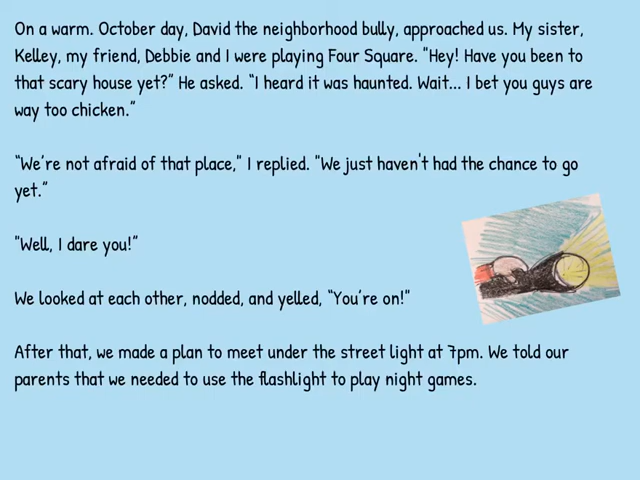 On a warm. October day, David the neighborhood bully, approached us. My sister,
Kelley, my friend, Debbie and I were playing Four Square. "Hey! Have you been to
that scary house yet?” He asked. “I heard it was haunted. Wait... I bet you guys are
way too chicken.”
“We’re not afraid of that place," I replied. "We just haven't had the chance to go
yet.”
"Well, I dare you!”
We looked at each other, nodded, and yelled, “You’re on!"
After that, we made a plan to meet under the street light at 7pm. We told our
parents that we needed to use the flashlight to play night games.